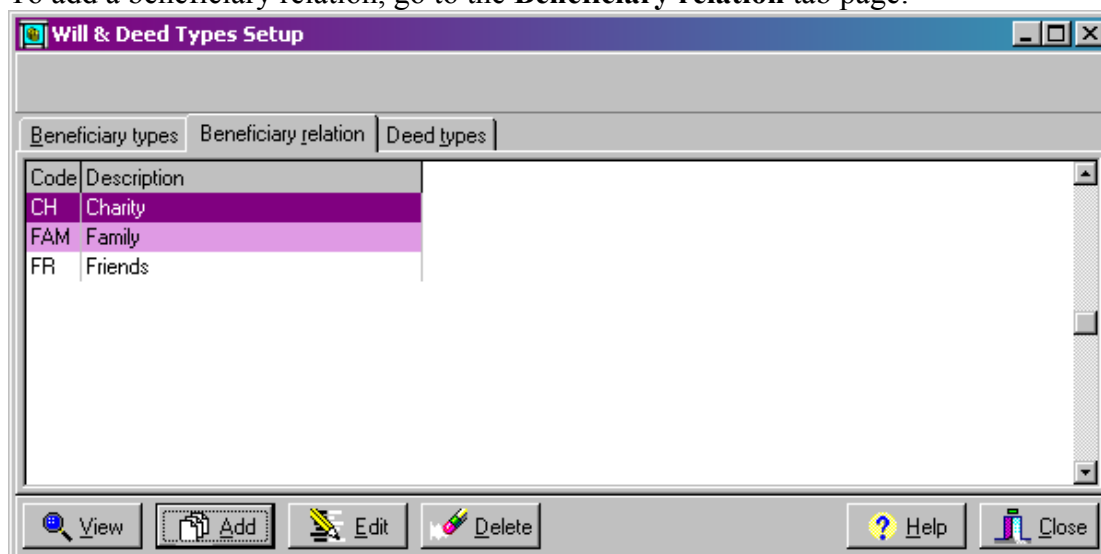 To add a beneficiary relation, go to the Beneficiary relation tab page.
Will & Deed Types Setup
Beneficiary types Beneficiary relation Deed types
Code Description
CH Charity
FAM Family
FR Friends
View Add Edit Delete Help Close